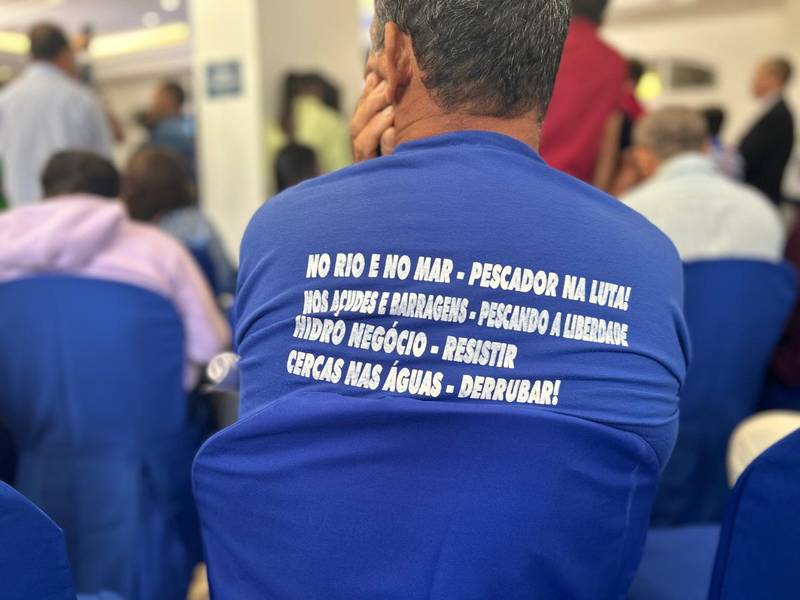 NO RIO E NO MAR - PESCADOR NA LUTA!
NOS AÇUDES E BARRAGENS - PESCANDO A LIBERDADE
HIDRO NEGÓCIO - RESISTIR
CERCAS NAS ÁGUAS - DERRUBAR!